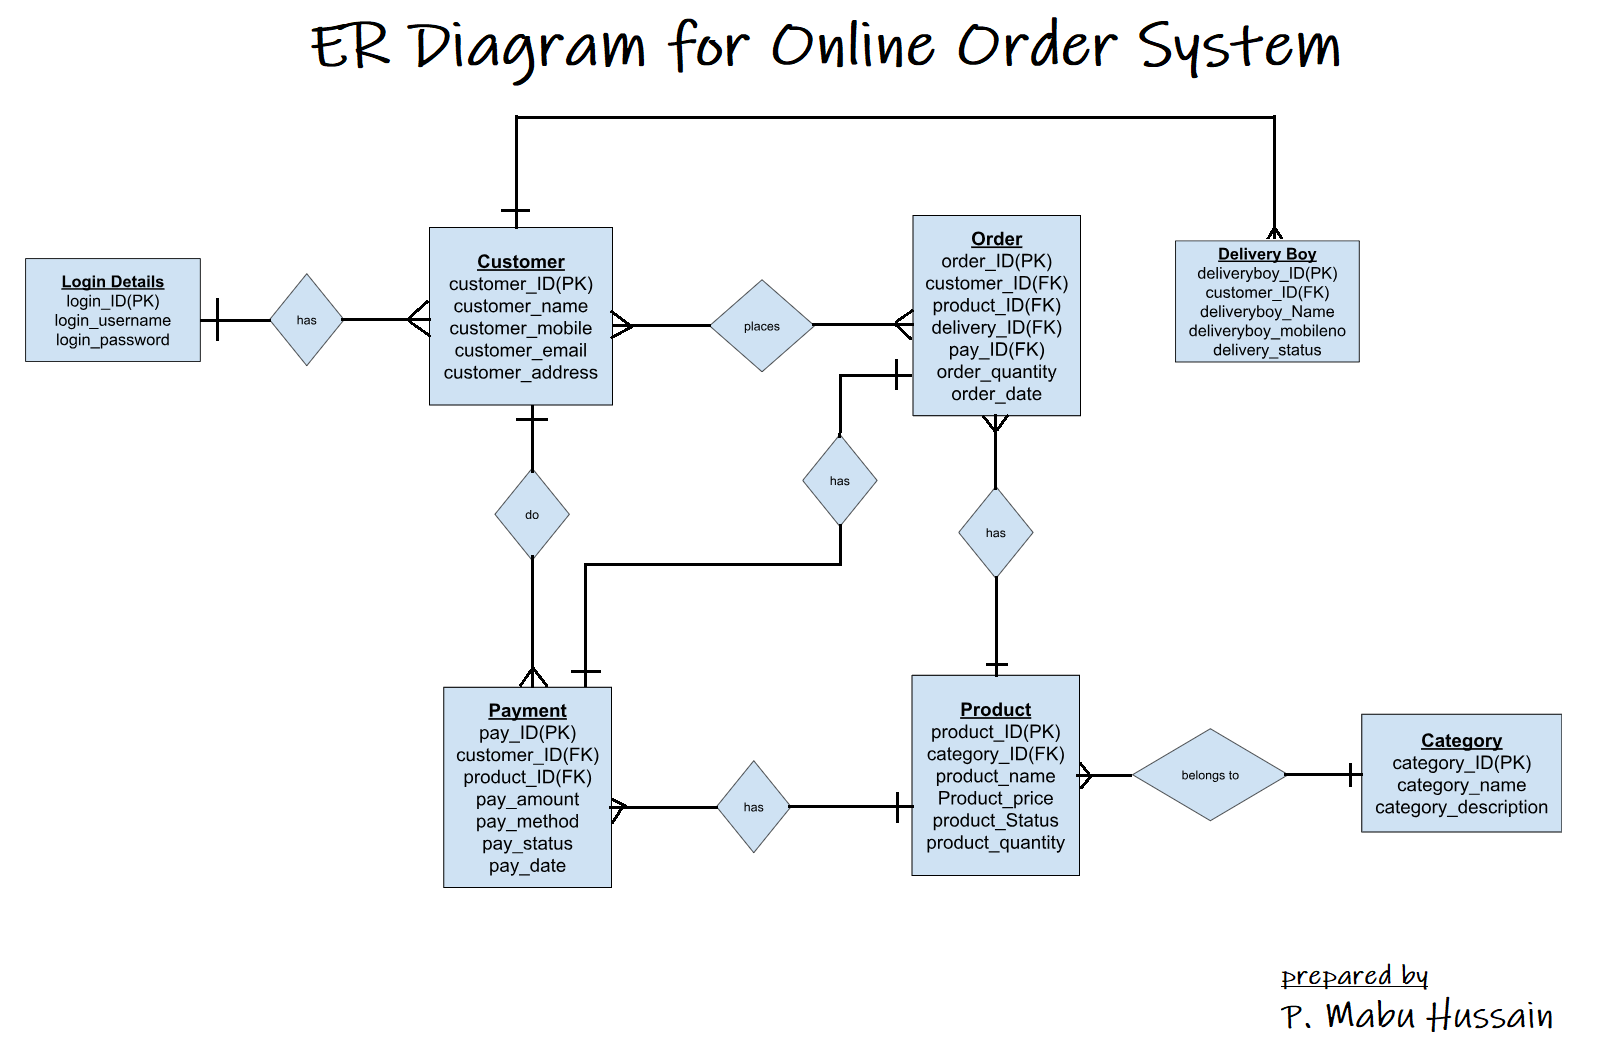 ER Diagram for Online Order System
Login Details
login_ID(PK)
login_username
login_password
has
Customer
customer_ID(PK)
customer_name
customer_mobile
customer_email
customer_address
places
Order
order_ID(PK)
customer_ID(FK)
product_ID(FK)
delivery_ID(FK)
pay_ID(FK)
order_quantity
order_date
Delivery Boy
deliveryboy_ID(PK)
customer_ID(FK)
deliveryboy_Name
deliveryboy_mobileno
delivery_status
do
has
has
Payment
pay_ID(PK)
customer_ID(FK)
product_ID(FK)
pay_amount
pay_method
pay_status
pay_date
has
Product
product_ID(PK)
category_ID(FK)
product_name
Product_price
product_Status
product_quantity
belongs to
Category
category_ID(PK)
category_name
category_description
prepared by
P. Mabu Hussain